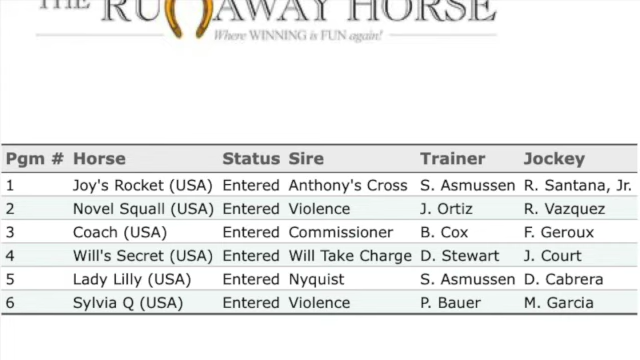 THE RUNAWAY HORSE
Where WINNING is FUN again!
Pgm # Horse Status Sire Trainer Jockey
1 Joy's Rocket (USA) Entered Anthony's Cross S. Asmussen R. Santana, Jr.
2 Novel Squall (USA) Entered Violence J. Ortiz R. Vazquez
3 Coach (USA) Entered Commissioner B. Cox F. Geroux
4 Will's Secret (USA) Entered Will Take Charge D. Stewart J. Court
5 Lady Lilly (USA) Entered Nyquist S. Asmussen D. Cabrera
6 Sylvia Q (USA) Entered Violence P. Bauer M. Garcia